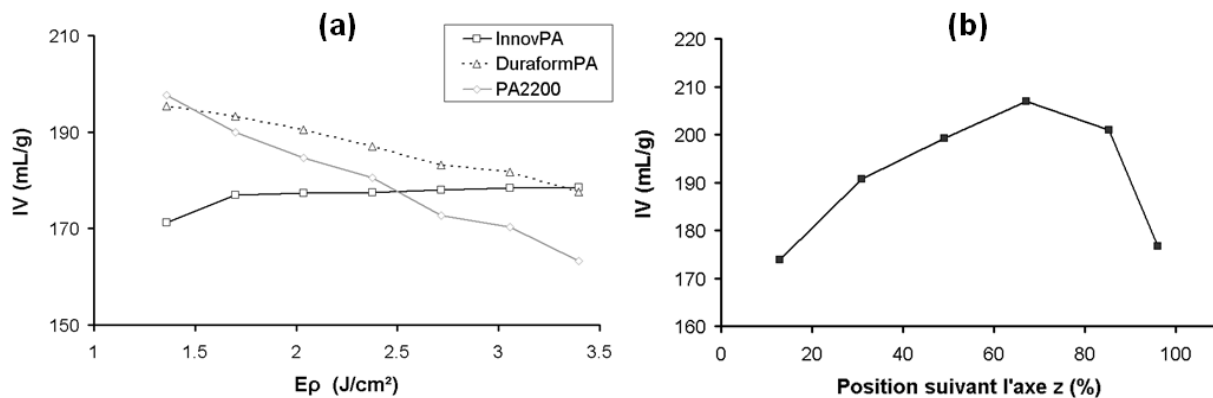 (a)
InnovPA
DuraformPA
PA2200
210
190
170
150
IV (mL/g)
1 1.5 2 2.5 3 3.5
Eρ (J/cm²)
(b)
220
210
200
190
180
170
160
IV (mL/g)
0 20 40 60 80 100
Position suivant l'axe z (%)